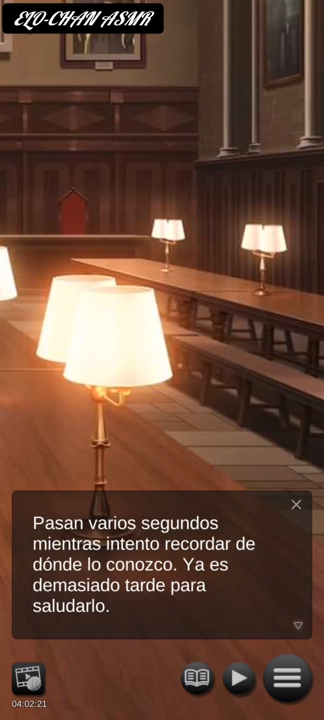 ELO-CHAN ASMR
Pasan varios segundos
mientras intento recordar de
dónde lo conozco. Ya es
demasiado tarde para
saludarlo.
04:02:21